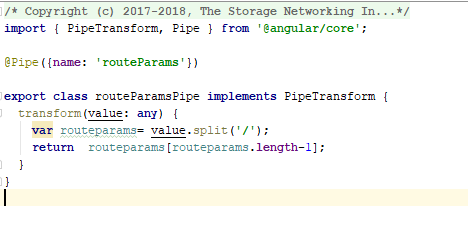 /* Copyright (c) 2017-2018, The Storage Networking In...*/
import { PipeTransform, Pipe } from '@angular/core';
@Pipe({name: 'routeParams'})
export class routeParamsPipe implements PipeTransform {
transform(value: any) {
var routeparams= value.split('/');
return  routeparams[routeparams.length-1];
}
}